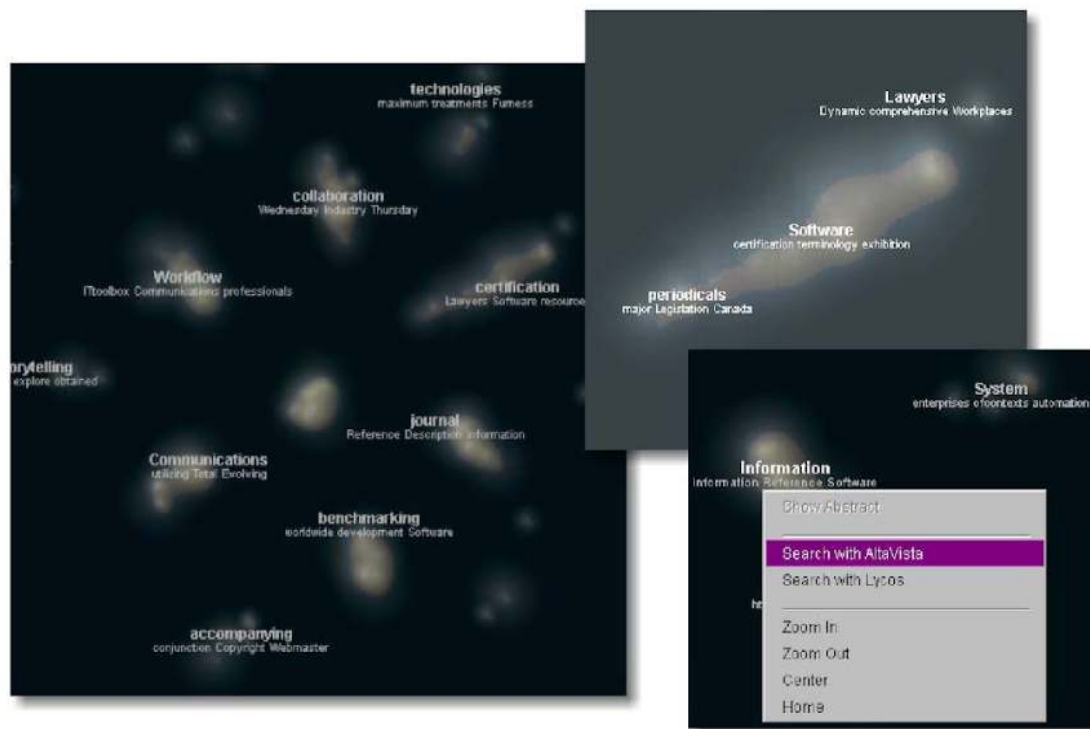 technologies
maximum treatments Furness
collaboration
Wednesday Industry Thursday
Workflow
ITtoolbox Communications professionals
certification
Lawyers Software resource
orytelling
explore obtained
journal
Reference Description information
Communications
utilizing Total Evolving
benchmarking
worldwide development Software
accompanying
conjunction Copyright Webmaster
Lawyers
Dynamic comprehensive Workplaces
Software
certification terminology exhibition
periodicals
major Legislation Canada
System
enterprises ofcontexts automation
Information
Information Reference Software
Show Abstract
Search with AltaVista
Search with Lycos
Zoom In
Zoom Out
Center
Home